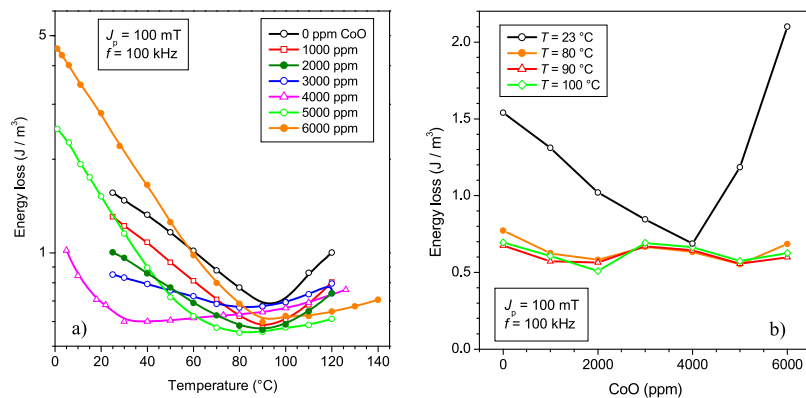 5
1
Energy loss (J / m³)
J_p = 100 mT
f = 100 kHz
0 ppm CoO
1000 ppm
2000 ppm
3000 ppm
4000 ppm
5000 ppm
6000 ppm
a)
0 20 40 60 80 100 120 140
Temperature (°C)
2.0
1.5
1.0
0.5
0.0
Energy loss (J / m³)
T = 23 °C
T = 80 °C
T = 90 °C
T = 100 °C
J_p = 100 mT
f = 100 kHz
b)
0 2000 4000 6000
CoO (ppm)